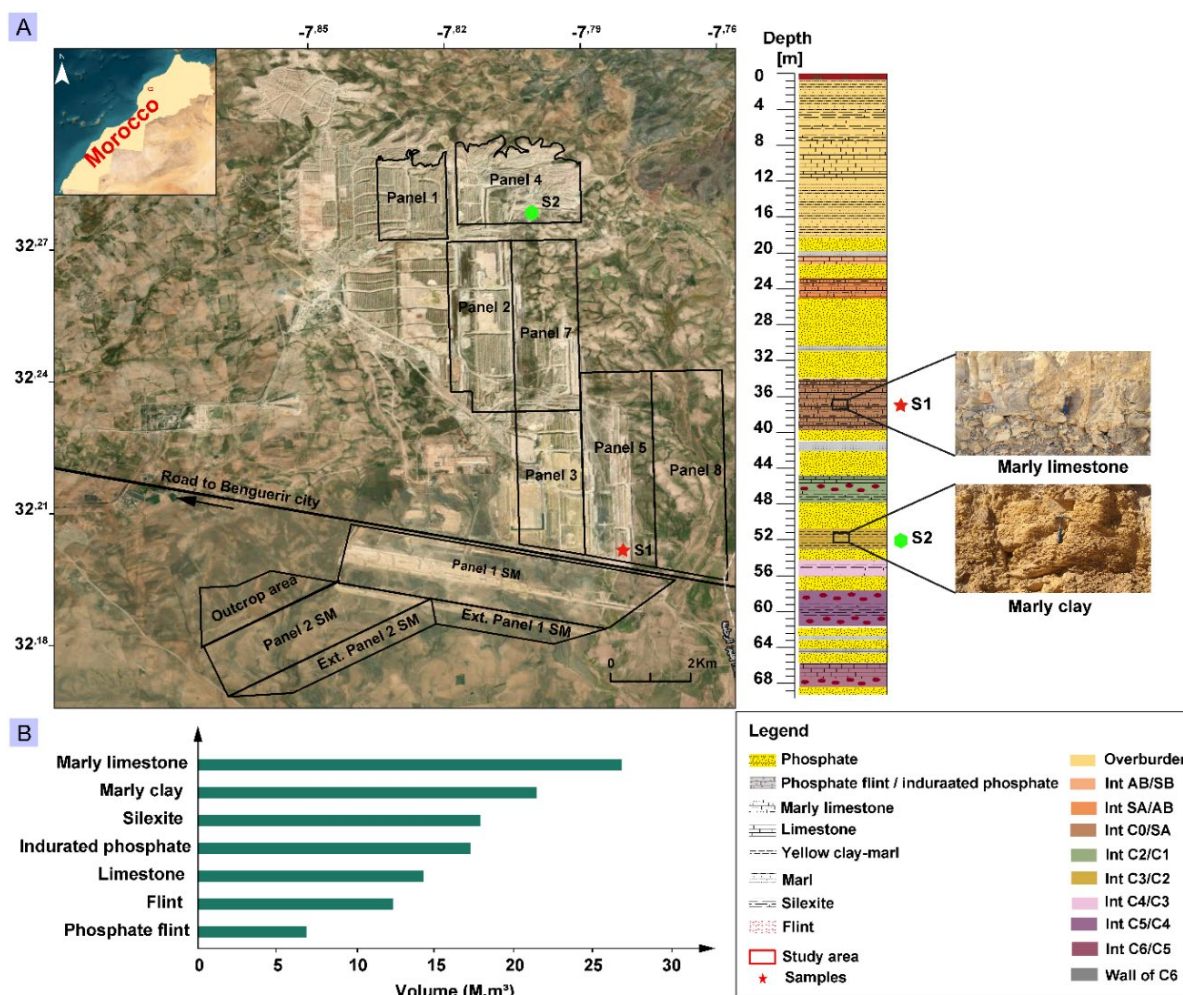 A
-7.85
-7.82
-7.79
-7.76
Morocco
32.27
32.24
32.21
32.18
Panel 1
Panel 4
S2
Panel 2
Panel 7
Panel 5
Panel 3
Panel 8
Road to Benguerir city
S1
Panel 1 SM
Outcrop area
Panel 2 SM
Ext. Panel 2 SM
Ext. Panel 1 SM
0 2Km
Depth
[m]
0
4
8
12
16
20
24
28
32
36
40
44
48
52
56
60
64
68
S1
Marly limestone
S2
Marly clay
B
Marly limestone
Marly clay
Silexite
Indurated phosphate
Limestone
Flint
Phosphate flint
0 5 10 15 20 25 30
Volume (M.m³)
Legend
Phosphate
Phosphate flint / induraated phosphate
Marly limestone
Limestone
Yellow clay-marl
Marl
Silexite
Flint
Study area
Samples
Overburden
Int AB/SB
Int SA/AB
Int C0/SA
Int C2/C1
Int C3/C2
Int C4/C3
Int C5/C4
Int C6/C5
Wall of C6